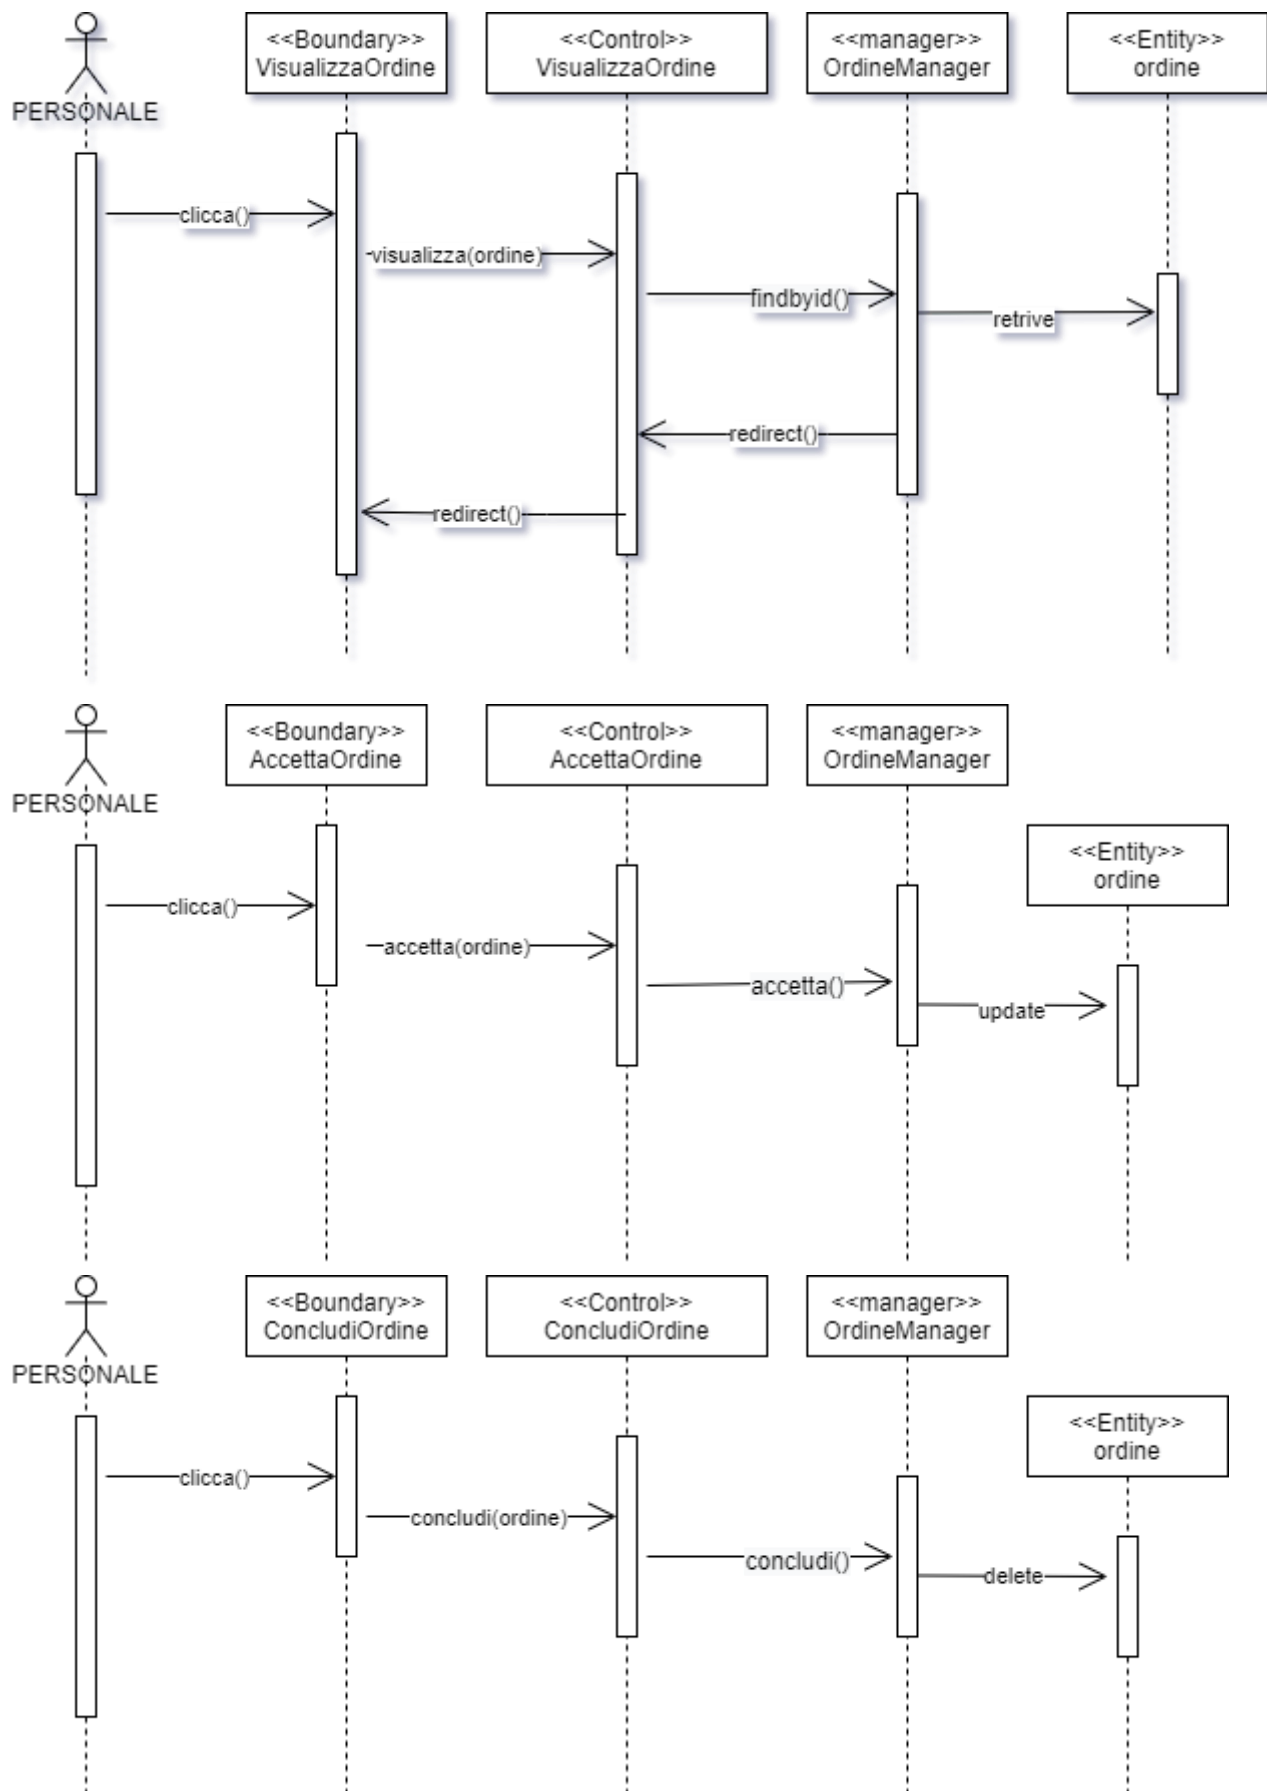 <<Boundary>>
VisualizzaOrdine
<<Control>>
VisualizzaOrdine
<<manager>>
OrdineManager
<<Entity>>
ordine
PERSONALE
clicca()
visualizza(ordine)
findbyid()
retrive
redirect()
redirect()
<<Boundary>>
AccettaOrdine
<<Control>>
AccettaOrdine
<<manager>>
OrdineManager
PERSONALE
<<Entity>>
ordine
clicca()
accetta(ordine)
accetta()
update
<<Boundary>>
ConcludiOrdine
<<Control>>
ConcludiOrdine
<<manager>>
OrdineManager
PERSONALE
<<Entity>>
ordine
clicca()
concludi(ordine)
concludi()
delete